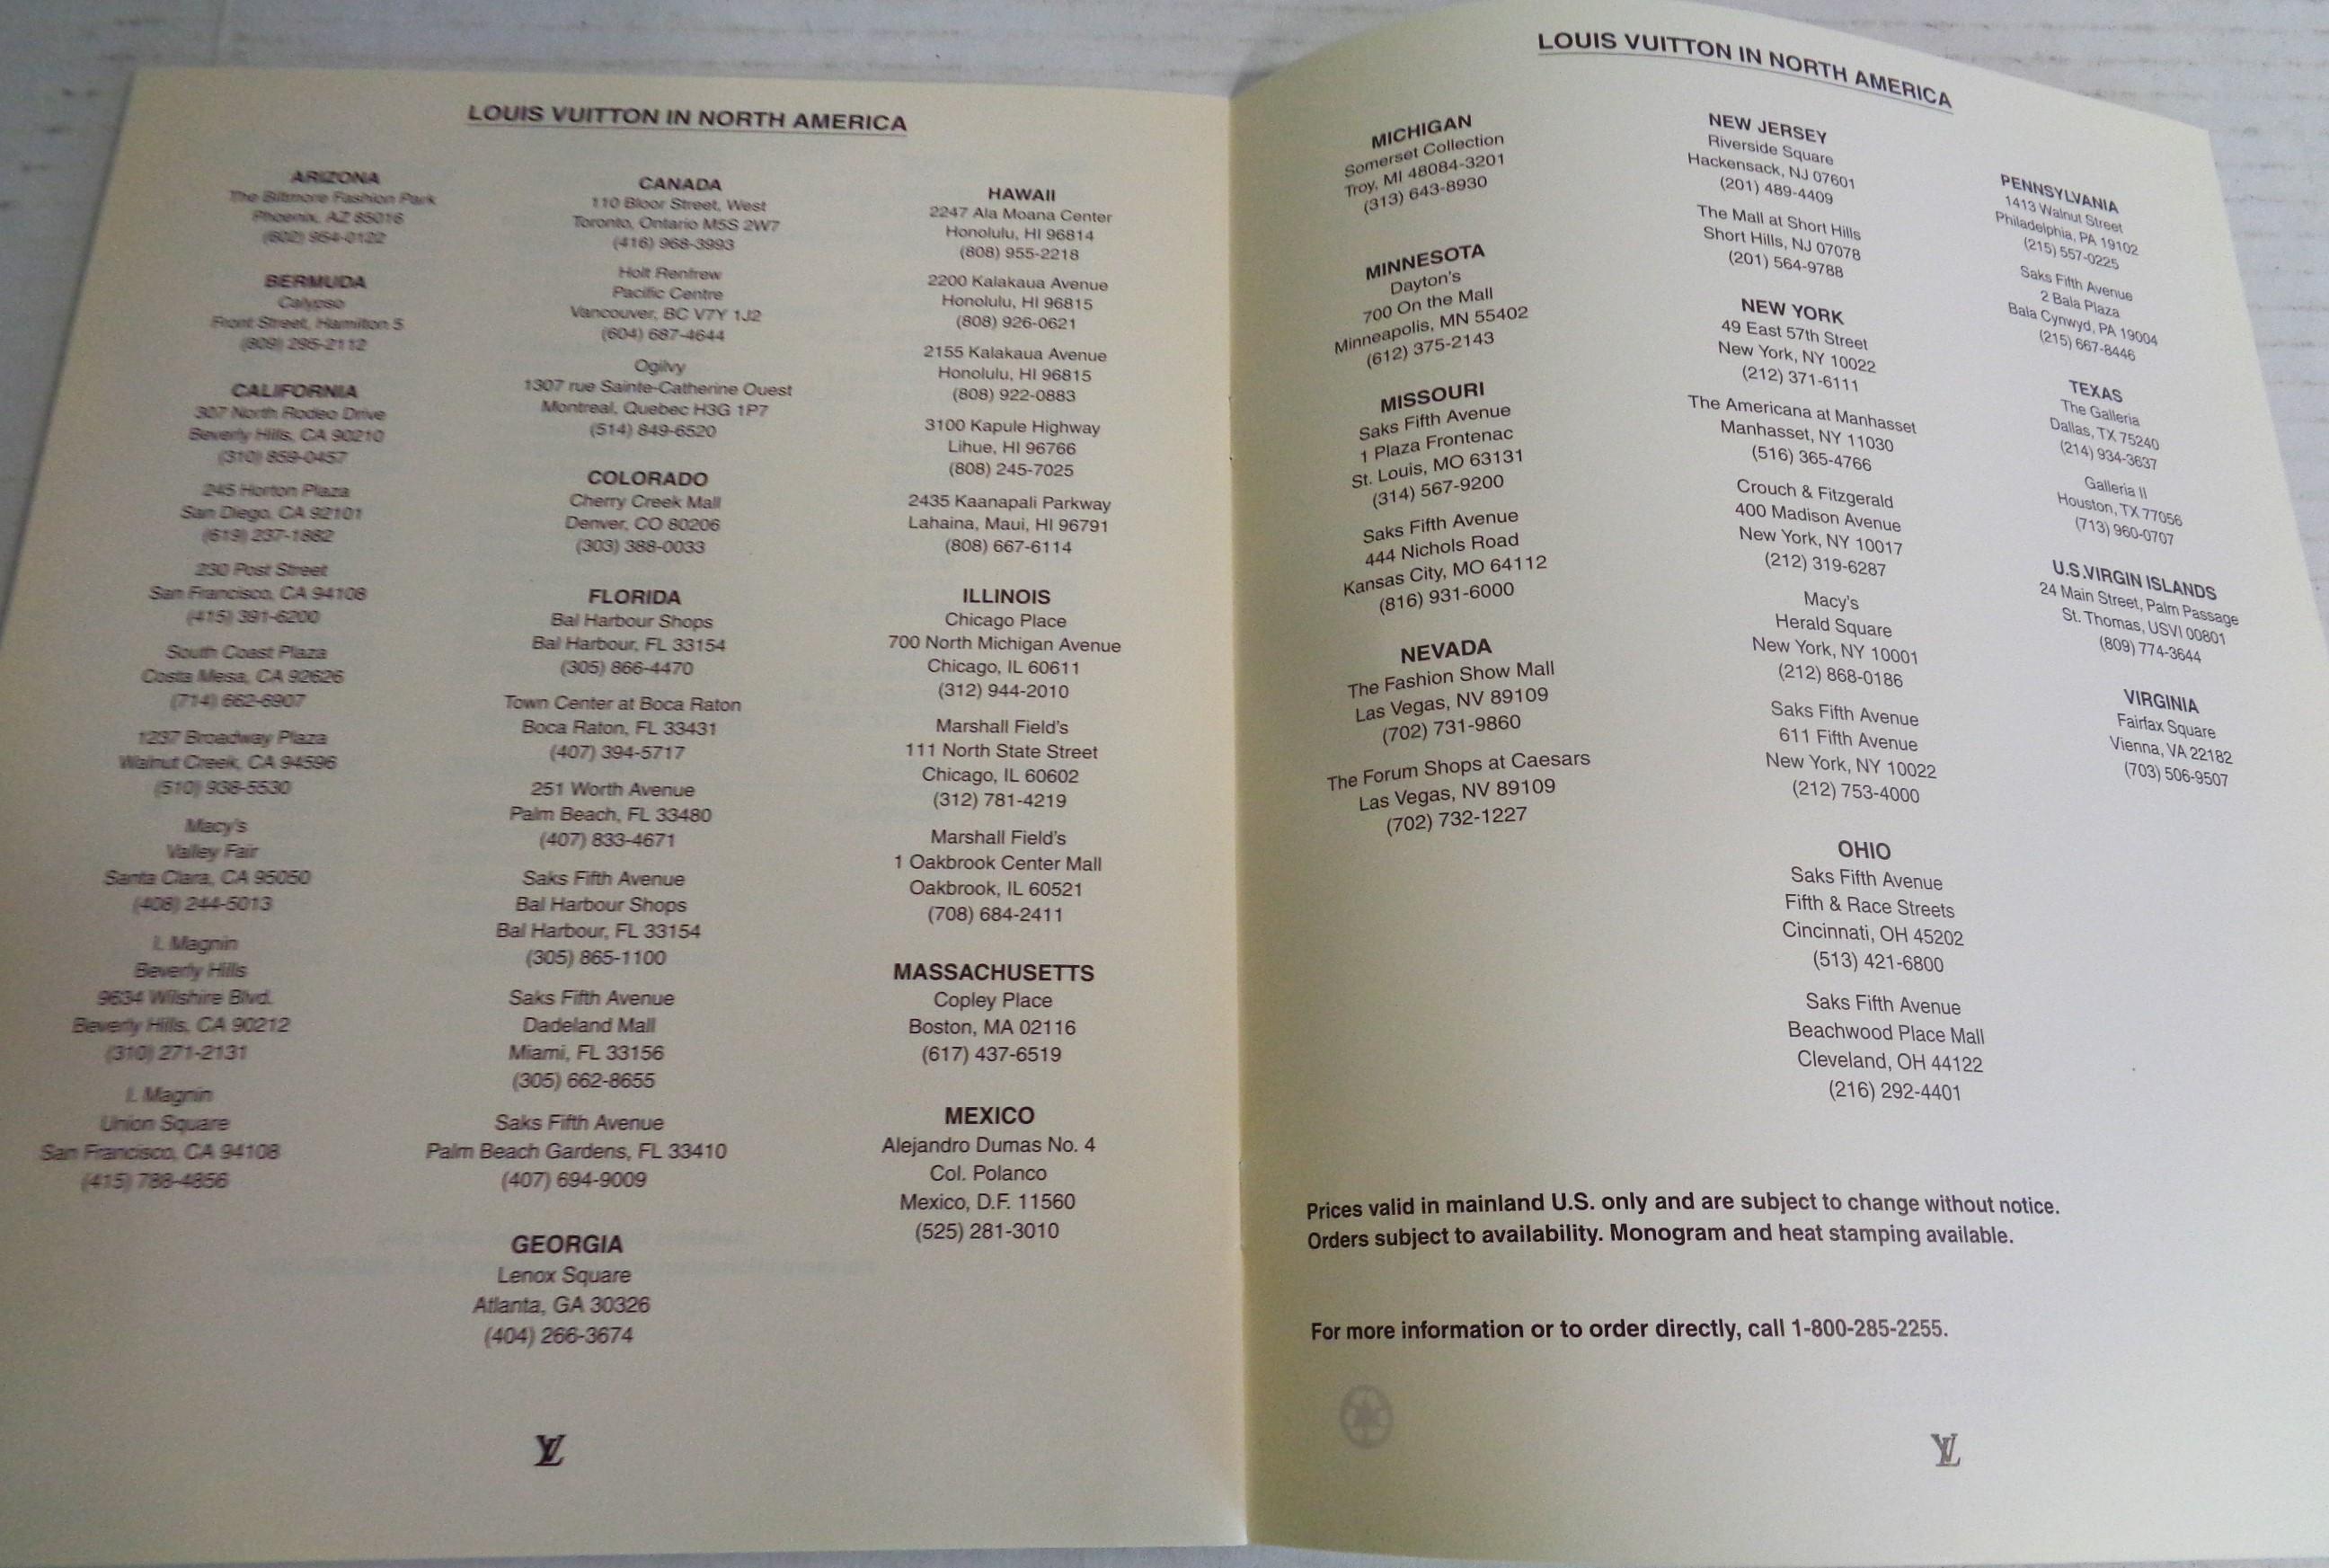 LOUIS VUITTON IN NORTH AMERICA
ARIZONA
The Biltmore Fashion Park
Phoenix, AZ 85016
(602) 954-0122
BERMUDA
Calypso
Front Street, Hamilton 5
(809) 295-2112
CALIFORNIA
307 North Rodeo Drive
Beverly Hills, CA 90210
(310) 859-0457
245 Horton Plaza
San Diego, CA 92101
(619) 237-1882
230 Post Street
San Francisco, CA 94108
(415) 391-6200
South Coast Plaza
Costa Mesa, CA 92626
(714) 662-6907
1237 Broadway Plaza
Walnut Creek, CA 94596
(510) 938-5530
Macy's
Valley Fair
Santa Clara, CA 95050
(408) 244-5013
I. Magnin
Beverly Hills
9634 Wilshire Blvd.
Beverly Hills, CA 90212
(310) 271-2131
I. Magnin
Union Square
San Francisco, CA 94108
(415) 788-4856
CANADA
110 Bloor Street, West
Toronto, Ontario M5S 2W7
(416) 968-3993
Holt Renfrew
Pacific Centre
Vancouver, BC V7Y 1J2
(604) 687-4644
Ogilvy
1307 rue Sainte-Catherine Ouest
Montreal, Quebec H3G 1P7
(514) 849-6520
COLORADO
Cherry Creek Mall
Denver, CO 80206
(303) 388-0033
FLORIDA
Bal Harbour Shops
Bal Harbour, FL 33154
(305) 866-4470
Town Center at Boca Raton
Boca Raton, FL 33431
(407) 394-5717
251 Worth Avenue
Palm Beach, FL 33480
(407) 833-4671
Saks Fifth Avenue
Bal Harbour Shops
Bal Harbour, FL 33154
(305) 865-1100
Saks Fifth Avenue
Dadeland Mall
Miami, FL 33156
(305) 662-8655
Saks Fifth Avenue
Palm Beach Gardens, FL 33410
(407) 694-9009
GEORGIA
Lenox Square
Atlanta, GA 30326
(404) 266-3674
HAWAII
2247 Ala Moana Center
Honolulu, HI 96814
(808) 955-2218
2200 Kalakaua Avenue
Honolulu, HI 96815
(808) 926-0621
2155 Kalakaua Avenue
Honolulu, HI 96815
(808) 922-0883
3100 Kapule Highway
Lihue, HI 96766
(808) 245-7025
2435 Kaanapali Parkway
Lahaina, Maui, HI 96791
(808) 667-6114
ILLINOIS
Chicago Place
700 North Michigan Avenue
Chicago, IL 60611
(312) 944-2010
Marshall Field's
111 North State Street
Chicago, IL 60602
(312) 781-4219
Marshall Field's
1 Oakbrook Center Mall
Oakbrook, IL 60521
(708) 684-2411
MASSACHUSETTS
Copley Place
Boston, MA 02116
(617) 437-6519
MEXICO
Alejandro Dumas No. 4
Col. Polanco
Mexico, D.F. 11560
(525) 281-3010
LV
LOUIS VUITTON IN NORTH AMERICA
MICHIGAN
Somerset Collection
Troy, MI 48084-3201
(313) 643-8930
MINNESOTA
Dayton's
700 On the Mall
Minneapolis, MN 55402
(612) 375-2143
MISSOURI
Saks Fifth Avenue
1 Plaza Frontenac
St. Louis, MO 63131
(314) 567-9200
Saks Fifth Avenue
444 Nichols Road
Kansas City, MO 64112
(816) 931-6000
NEVADA
The Fashion Show Mall
Las Vegas, NV 89109
(702) 731-9860
The Forum Shops at Caesars
Las Vegas, NV 89109
(702) 732-1227
NEW JERSEY
Riverside Square
Hackensack, NJ 07601
(201) 489-4409
The Mall at Short Hills
Short Hills, NJ 07078
(201) 564-9788
NEW YORK
49 East 57th Street
New York, NY 10022
(212) 371-6111
The Americana at Manhasset
Manhasset, NY 11030
(516) 365-4766
Crouch & Fitzgerald
400 Madison Avenue
New York, NY 10017
(212) 319-6287
Macy's
Herald Square
New York, NY 10001
(212) 868-0186
Saks Fifth Avenue
611 Fifth Avenue
New York, NY 10022
(212) 753-4000
OHIO
Saks Fifth Avenue
Fifth & Race Streets
Cincinnati, OH 45202
(513) 421-6800
Saks Fifth Avenue
Beachwood Place Mall
Cleveland, OH 44122
(216) 292-4401
PENNSYLVANIA
1413 Walnut Street
Philadelphia, PA 19102
(215) 557-0225
Saks Fifth Avenue
2 Bala Plaza
Bala Cynwyd, PA 19004
(215) 667-8446
TEXAS
The Galleria
Dallas, TX 75240
(214) 934-3637
Galleria II
Houston, TX 77056
(713) 960-0707
U.S.VIRGIN ISLANDS
24 Main Street, Palm Passage
St. Thomas, USVI 00801
(809) 774-3644
VIRGINIA
Fairfax Square
Vienna, VA 22182
(703) 506-9507
Prices valid in mainland U.S. only and are subject to change without notice.
Orders subject to availability. Monogram and heat stamping available.
For more information or to order directly, call 1-800-285-2255.
LV